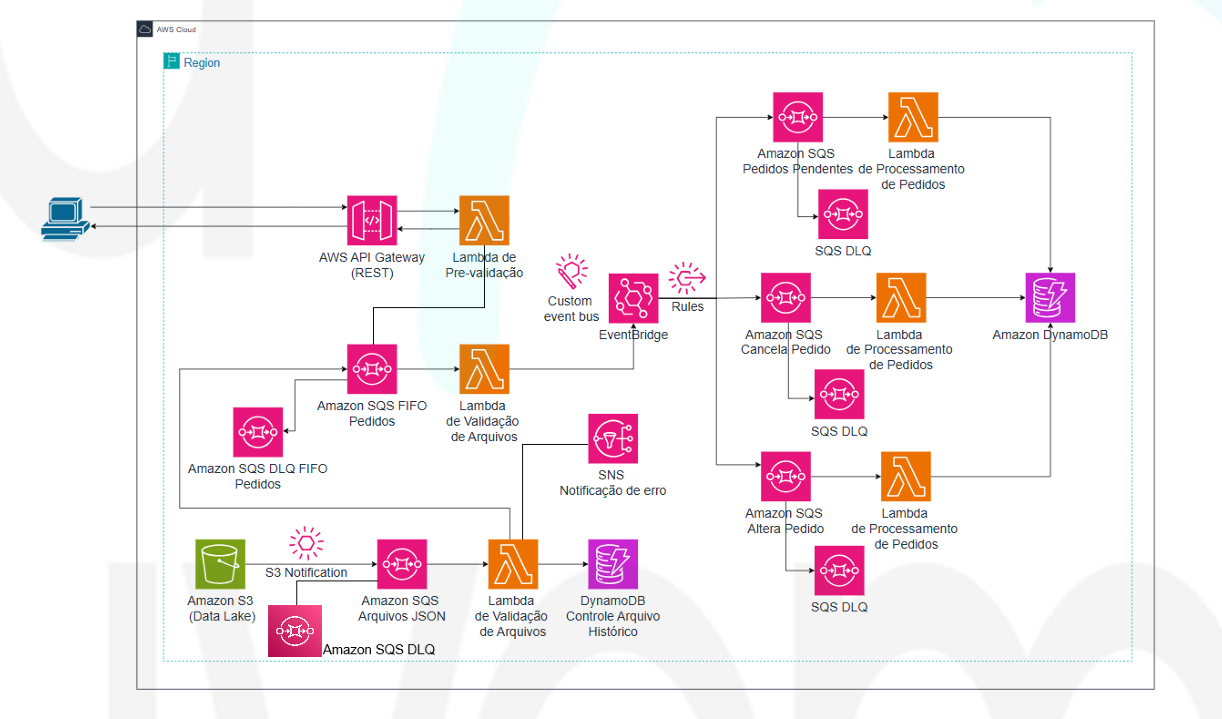 AWS Cloud
Region
Amazon SQS
Pedidos Pendentes
Lambda
de Processamento
de Pedidos
SQS DLQ
AWS API Gateway
(REST)
Lambda de
Pre-validação
Custom
event bus
EventBridge
Rules
Amazon SQS
Cancela Pedido
Lambda
de Processamento
de Pedidos
Amazon DynamoDB
SQS DLQ
Amazon SQS FIFO
Pedidos
Lambda
de Validação
de Arquivos
Amazon SQS DLQ FIFO
Pedidos
SNS
Notificação de erro
Amazon SQS
Altera Pedido
Lambda
de Processamento
de Pedidos
SQS DLQ
S3 Notification
Amazon S3
(Data Lake)
Amazon SQS
Arquivos JSON
Lambda
de Validação
de Arquivos
DynamoDB
Controle Arquivo
Histórico
Amazon SQS DLQ